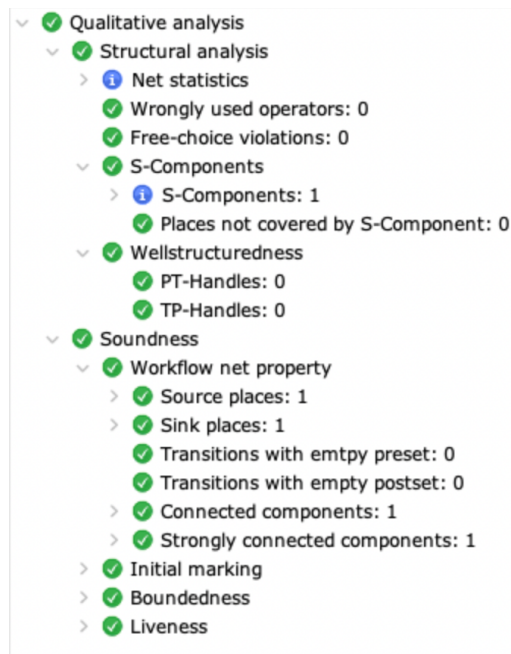 Qualitative analysis
Structural analysis
Net statistics
Wrongly used operators: 0
Free-choice violations: 0
S-Components
S-Components: 1
Places not covered by S-Component: 0
Wellstructuredness
PT-Handles: 0
TP-Handles: 0
Soundness
Workflow net property
Source places: 1
Sink places: 1
Transitions with emtpy preset: 0
Transitions with empty postset: 0
Connected components: 1
Strongly connected components: 1
Initial marking
Boundedness
Liveness